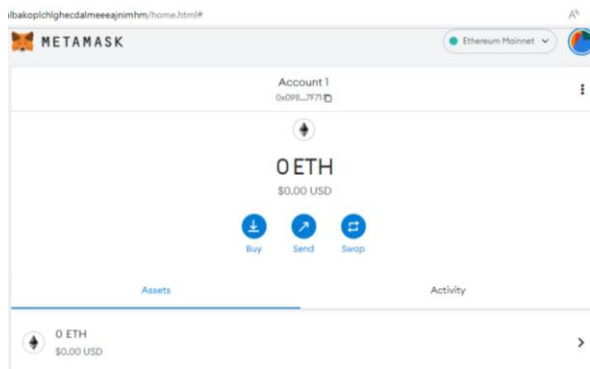 lbakoplchlghecdalmeeeajnimhm/home.html#
METAMASK
Ethereum Mainnet
Account 1
0x098...7F71
0 ETH
$0.00 USD
Buy Send Swap
Assets Activity
0 ETH
$0.00 USD